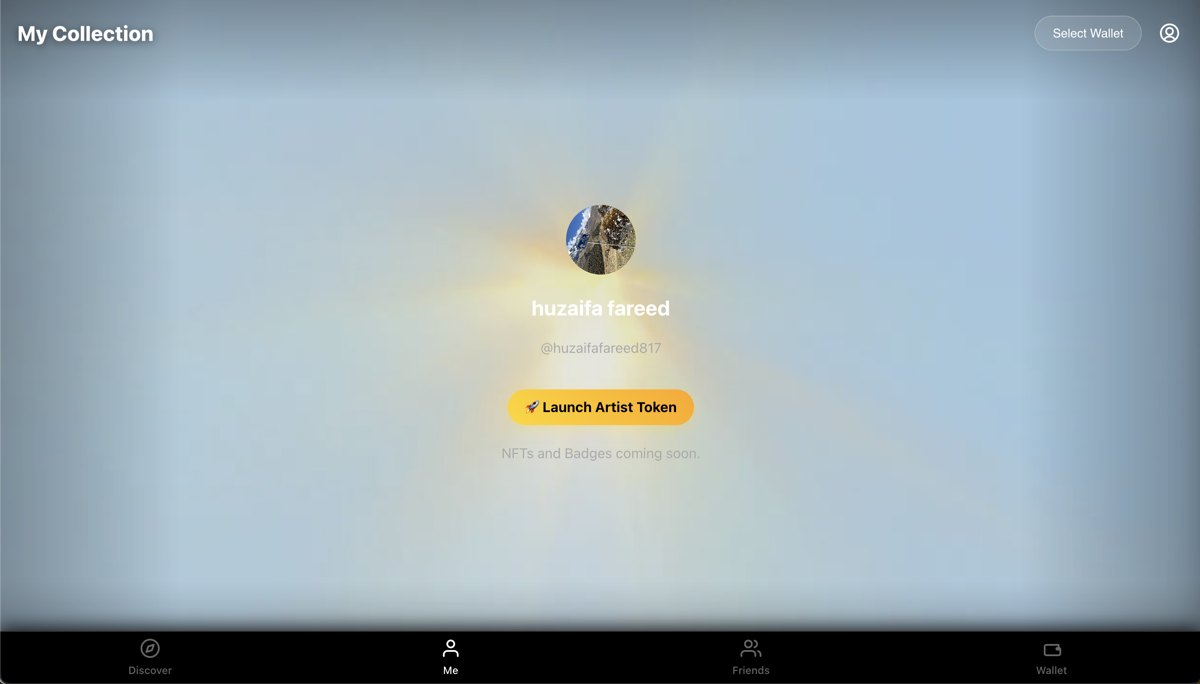 My Collection
Select Wallet
huzaifa fareed
@huzaifafareed817
🚀 Launch Artist Token
NFTs and Badges coming soon.
Discover
Me
Friends
Wallet